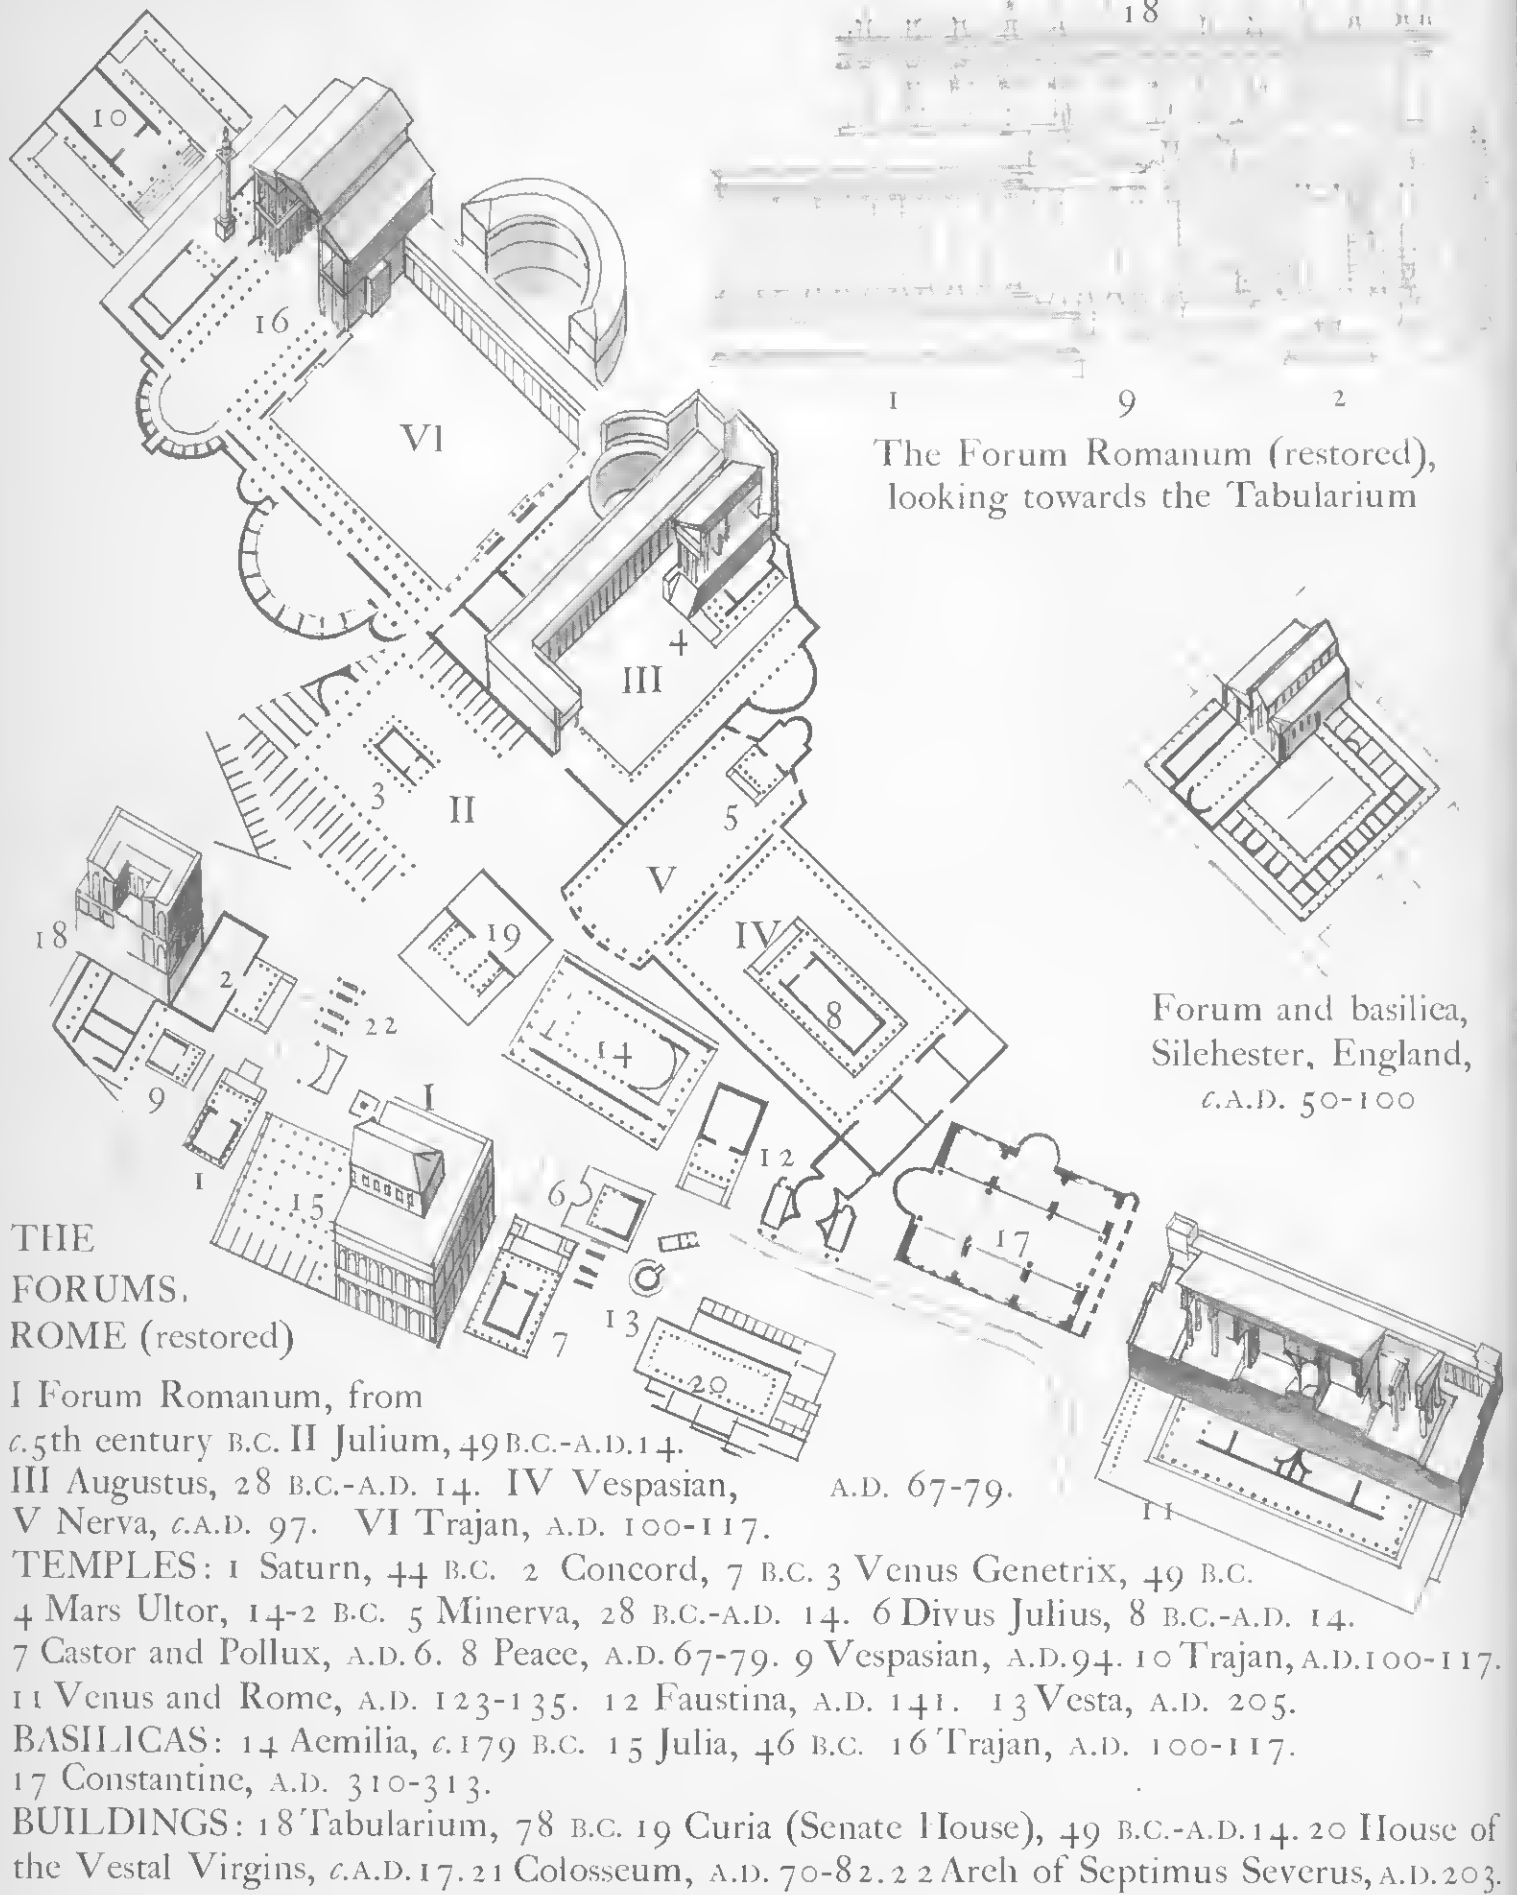 18
10
16
VI
1 9 2
The Forum Romanum (restored),
looking towards the Tabularium
4
III
3
II
5
V
IV
18
19
2
8
22
14
Forum and basilica,
Silchester, England,
c.A.D. 50-100
9
I
12
1
6
15
17
THE
FORUMS,
ROME (restored)
13
7
20
11
I Forum Romanum, from
c.5th century B.C. II Julium, 49 B.C.-A.D. 14.
III Augustus, 28 B.C.-A.D. 14. IV Vespasian, A.D. 67-79.
V Nerva, c.A.D. 97. VI Trajan, A.D. 100-117.
TEMPLES: 1 Saturn, 44 B.C. 2 Concord, 7 B.C. 3 Venus Genetrix, 49 B.C.
4 Mars Ultor, 14-2 B.C. 5 Minerva, 28 B.C.-A.D. 14. 6 Divus Julius, 8 B.C.-A.D. 14.
7 Castor and Pollux, A.D. 6. 8 Peace, A.D. 67-79. 9 Vespasian, A.D. 94. 10 Trajan, A.D. 100-117.
11 Venus and Rome, A.D. 123-135. 12 Faustina, A.D. 141. 13 Vesta, A.D. 205.
BASILICAS: 14 Aemilia, c.179 B.C. 15 Julia, 46 B.C. 16 Trajan, A.D. 100-117.
17 Constantine, A.D. 310-313.
BUILDINGS: 18 Tabularium, 78 B.C. 19 Curia (Senate House), 49 B.C.-A.D. 14. 20 House of
the Vestal Virgins, c.A.D. 17. 21 Colosseum, A.D. 70-82. 22 Arch of Septimus Severus, A.D. 203.